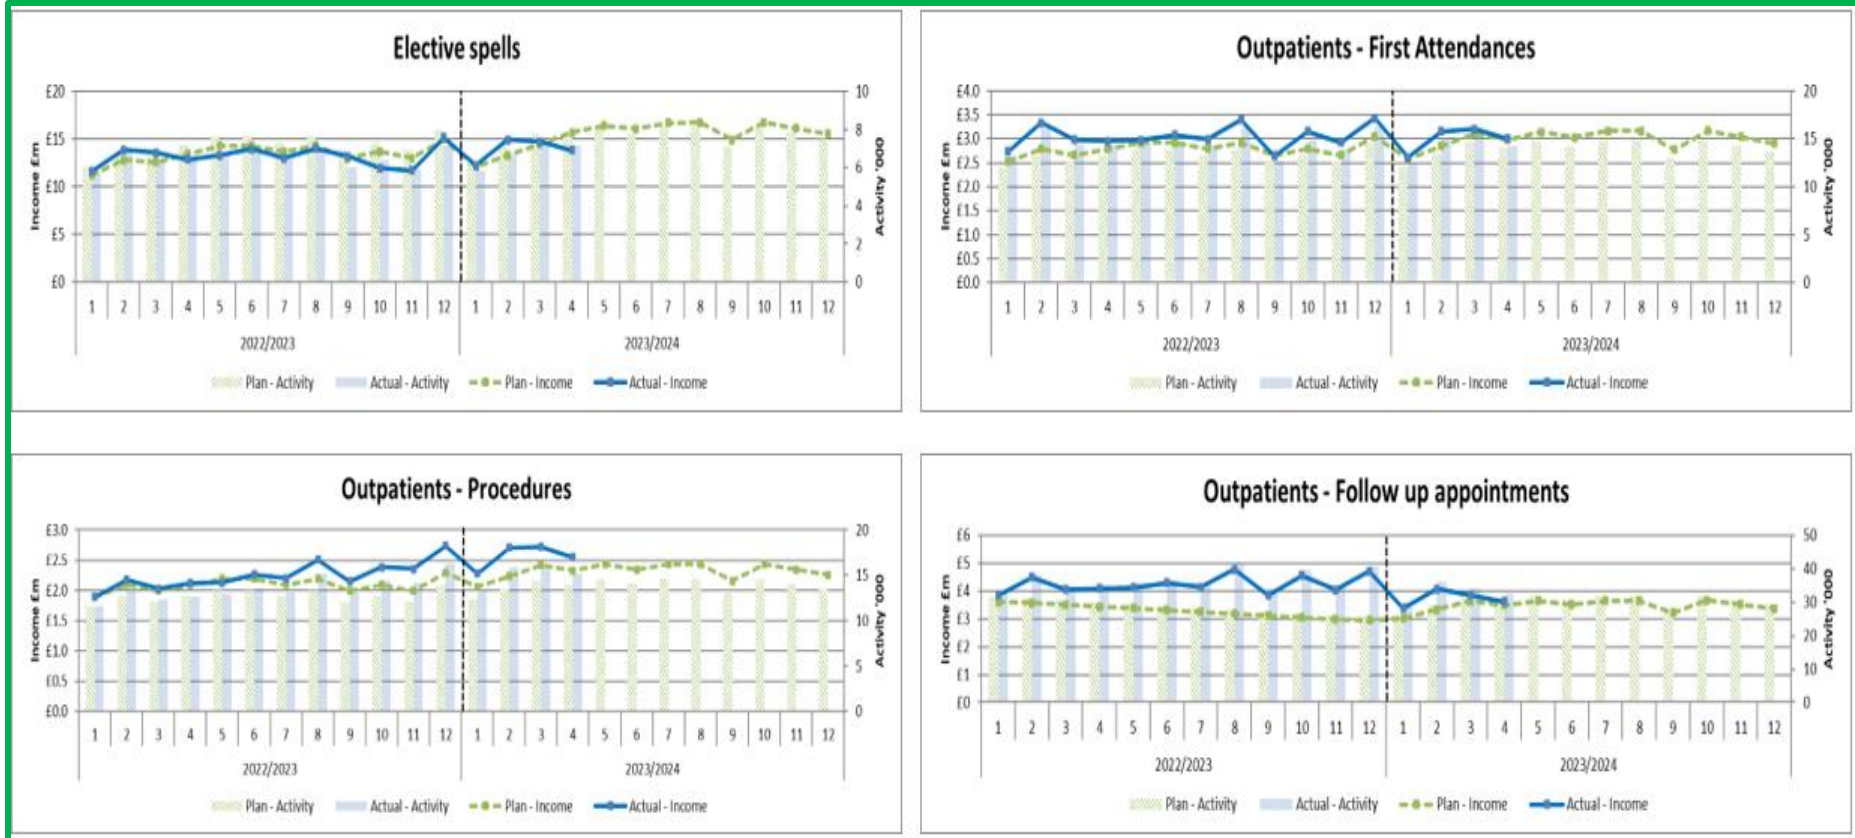 Elective spells
£20
£15
£10
£5
£0
Income £m
10
8
6
4
2
0
Activity '000
1 2 3 4 5 6 7 8 9 10 11 12 1 2 3 4 5 6 7 8 9 10 11 12
2022/2023 2023/2024
Plan - Activity Actual - Activity Plan - Income Actual - Income
Outpatients - First Attendances
£4.0
£3.5
£3.0
£2.5
£2.0
£1.5
£1.0
£0.5
£0.0
Income £m
20
15
10
5
0
Activity '000
1 2 3 4 5 6 7 8 9 10 11 12 1 2 3 4 5 6 7 8 9 10 11 12
2022/2023 2023/2024
Plan - Activity Actual - Activity Plan - Income Actual - Income
Outpatients - Procedures
£3.0
£2.5
£2.0
£1.5
£1.0
£0.5
£0.0
Income £m
20
15
10
5
0
Activity '000
1 2 3 4 5 6 7 8 9 10 11 12 1 2 3 4 5 6 7 8 9 10 11 12
2022/2023 2023/2024
Plan - Activity Actual - Activity Plan - Income Actual - Income
Outpatients - Follow up appointments
£6
£5
£4
£3
£2
£1
£0
Income £m
50
40
30
20
10
0
Activity '000
1 2 3 4 5 6 7 8 9 10 11 12 1 2 3 4 5 6 7 8 9 10 11 12
2022/2023 2023/2024
Plan - Activity Actual - Activity Plan - Income Actual - Income